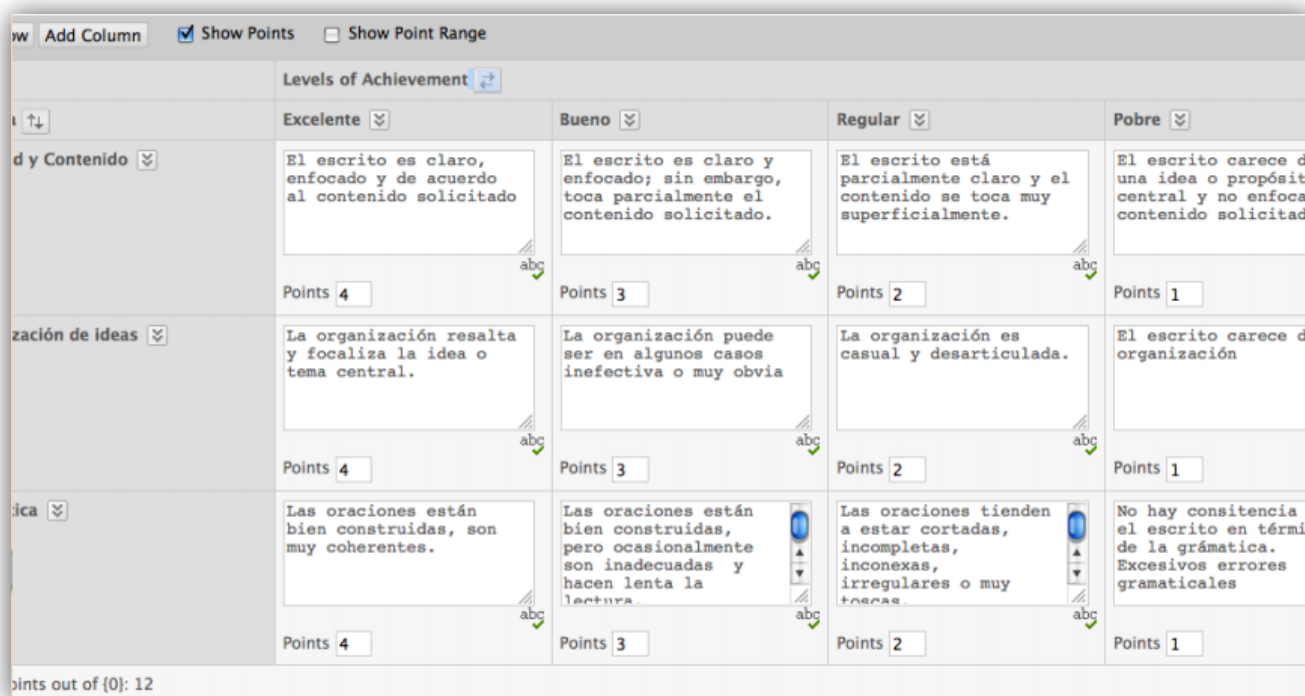 Add Column Show Points Show Point Range
Levels of Achievement
Excelente Bueno Regular Pobre
d y Contenido
El escrito es claro,
enfocado y de acuerdo
al contenido solicitado
Points 4
El escrito es claro y
enfocado; sin embargo,
toca parcialmente el
contenido solicitado.
Points 3
El escrito está
parcialmente claro y el
contenido se toca muy
superficialmente.
Points 2
El escrito carece d
una idea o propósit
central y no enfoca
contenido solicitad
Points 1
zación de ideas
La organización resalta
y focaliza la idea o
tema central.
Points 4
La organización puede
ser en algunos casos
inefectiva o muy obvia
Points 3
La organización es
casual y desarticulada.
Points 2
El escrito carece d
organización
Points 1
tica
Las oraciones están
bien construidas, son
muy coherentes.
Points 4
Las oraciones están
bien construidas,
pero ocasionalmente
son inadecuadas y
hacen lenta la
lectura.
Points 3
Las oraciones tienden
a estar cortadas,
incompletas,
inconexas,
irregulares o muy
toscas.
Points 2
No hay consitencia
el escrito en térmi
de la grámatica.
Excesivos errores
gramaticales
Points 1
oints out of {0}: 12